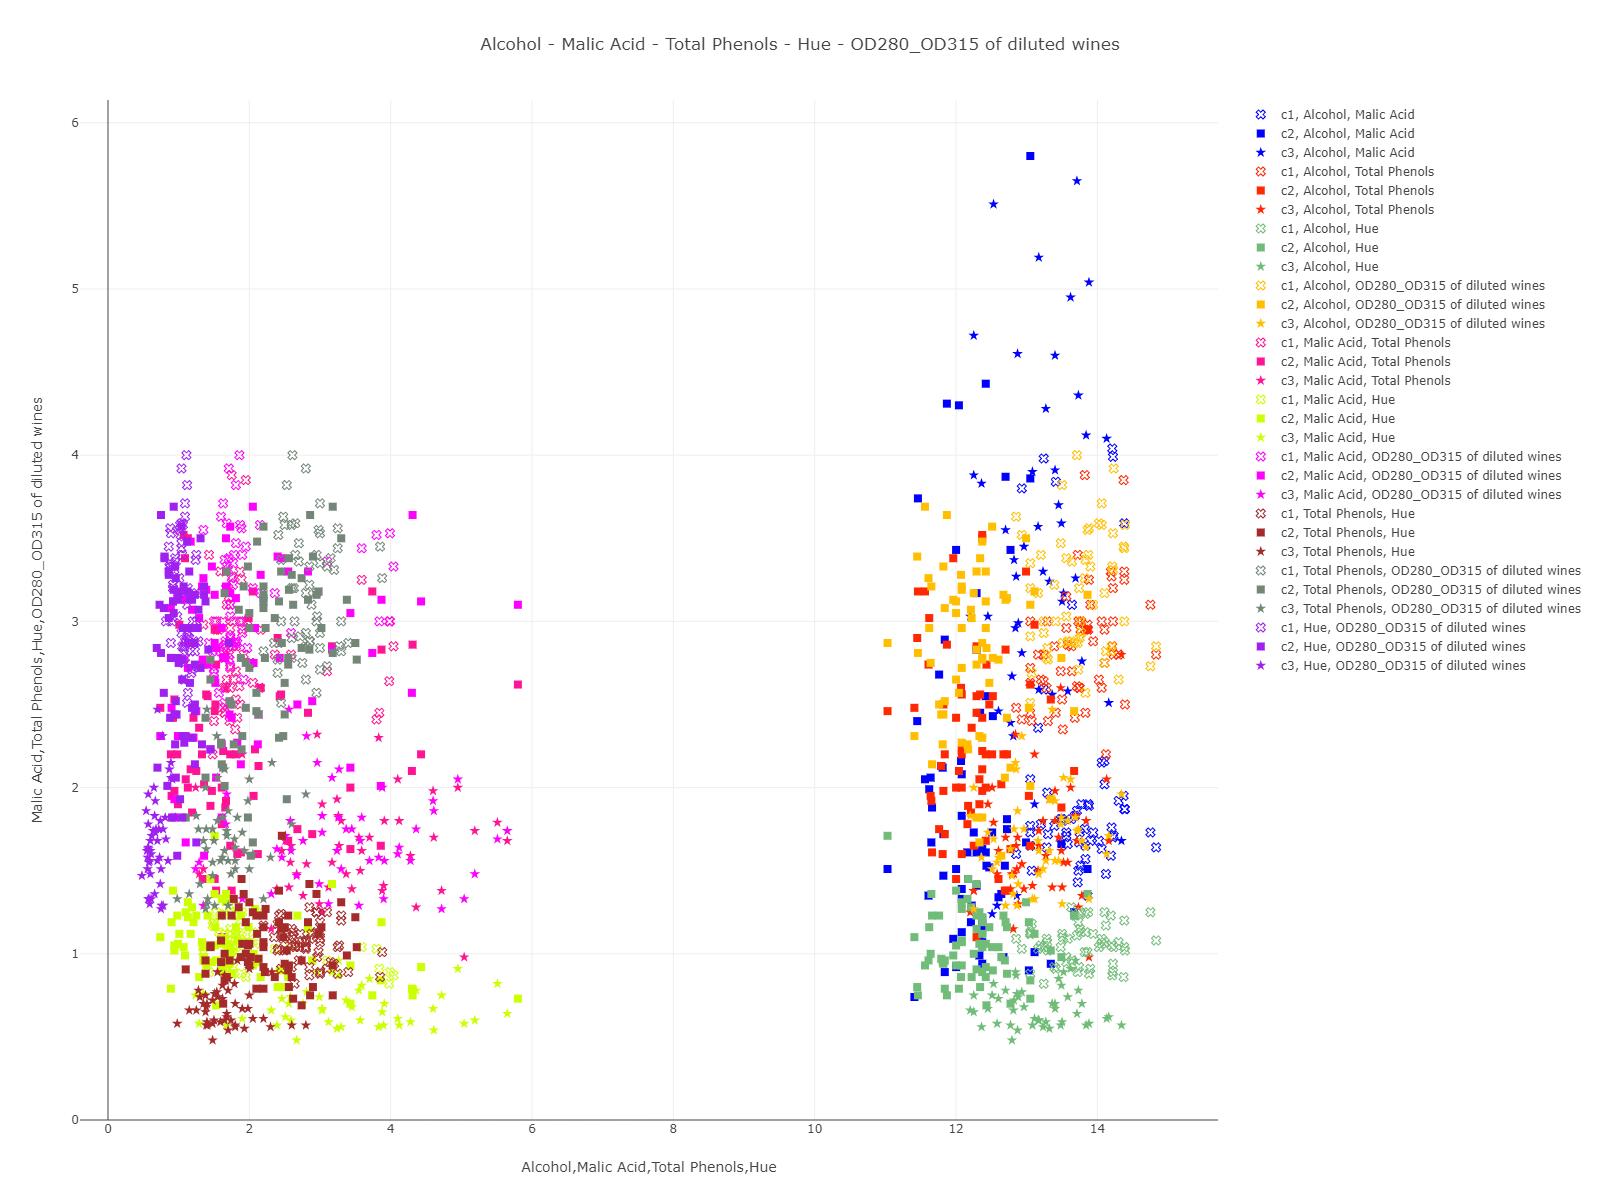 Alcohol - Malic Acid - Total Phenols - Hue - OD280_OD315 of diluted wines
c1, Alcohol, Malic Acid
c2, Alcohol, Malic Acid
c3, Alcohol, Malic Acid
c1, Alcohol, Total Phenols
c2, Alcohol, Total Phenols
c3, Alcohol, Total Phenols
c1, Alcohol, Hue
c2, Alcohol, Hue
c3, Alcohol, Hue
c1, Alcohol, OD280_OD315 of diluted wines
c2, Alcohol, OD280_OD315 of diluted wines
c3, Alcohol, OD280_OD315 of diluted wines
c1, Malic Acid, Total Phenols
c2, Malic Acid, Total Phenols
c3, Malic Acid, Total Phenols
c1, Malic Acid, Hue
c2, Malic Acid, Hue
c3, Malic Acid, Hue
c1, Malic Acid, OD280_OD315 of diluted wines
c2, Malic Acid, OD280_OD315 of diluted wines
c3, Malic Acid, OD280_OD315 of diluted wines
c1, Total Phenols, Hue
c2, Total Phenols, Hue
c3, Total Phenols, Hue
c1, Total Phenols, OD280_OD315 of diluted wines
c2, Total Phenols, OD280_OD315 of diluted wines
c3, Total Phenols, OD280_OD315 of diluted wines
c1, Hue, OD280_OD315 of diluted wines
c2, Hue, OD280_OD315 of diluted wines
c3, Hue, OD280_OD315 of diluted wines
Malic Acid,Total Phenols,Hue,OD280_OD315 of diluted wines
6
5
4
3
2
1
0
0 2 4 6 8 10 12 14
Alcohol,Malic Acid,Total Phenols,Hue